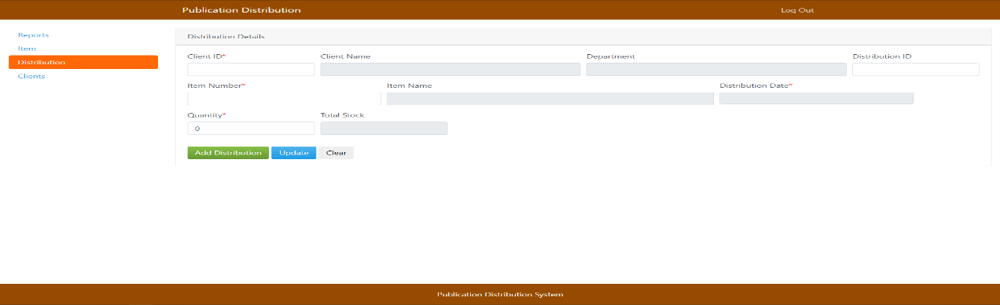 Publication Distribution Log Out
Reports
Item
Distribution
Clients
Distribution Details
Client ID* Client Name Department Distribution ID
Item Number* Item Name Distribution Date*
Quantity* Total Stock
0
Add Distribution Update Clear
Publication Distribution System